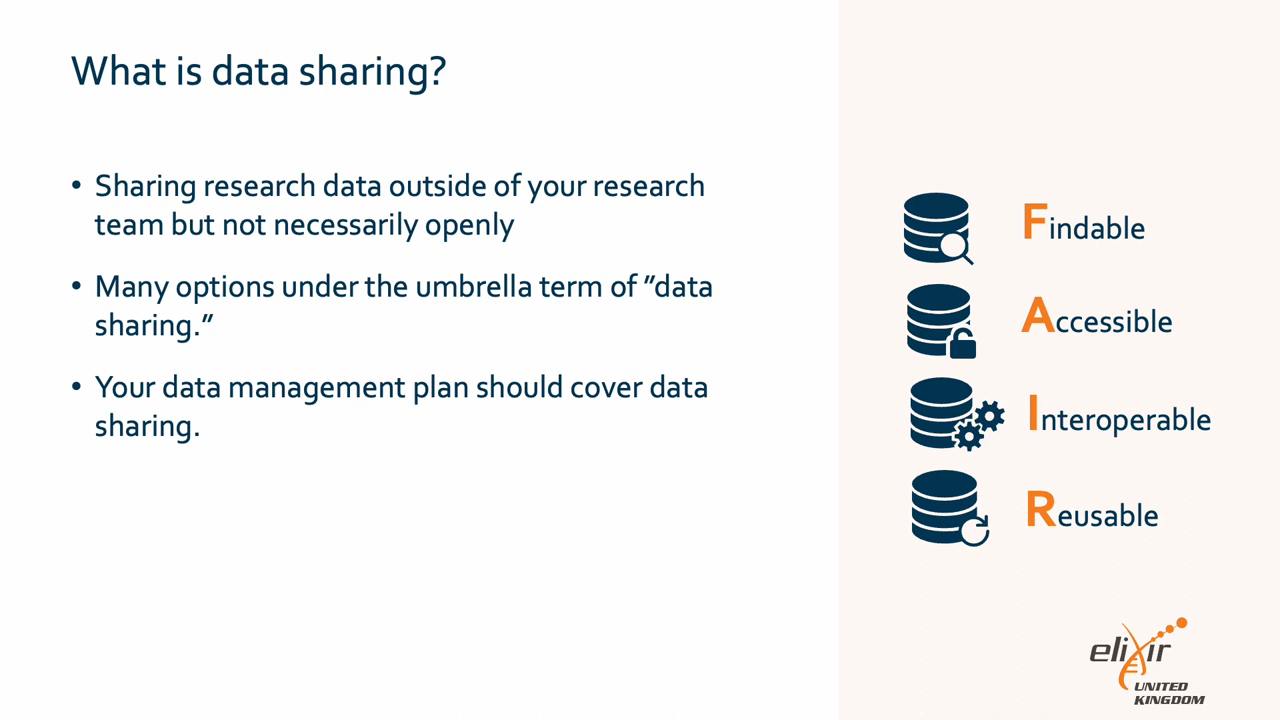 What is data sharing?
• Sharing research data outside of your research
team but not necessarily openly
• Many options under the umbrella term of ”data
sharing.”
• Your data management plan should cover data
sharing.
Findable
Accessible
Interoperable
Reusable
elixir
UNITED
KINGDOM